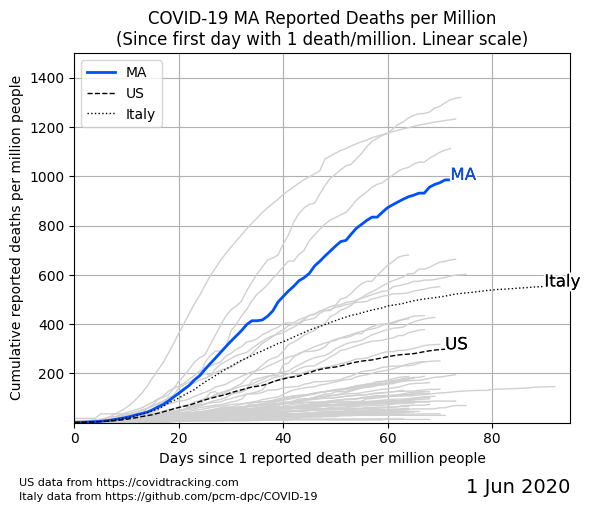 COVID-19 MA Reported Deaths per Million
(Since first day with 1 death/million. Linear scale)
Cumulative reported deaths per million people
1400
1200
1000
800
600
400
200
MA
US
Italy
MA
Italy
US
0
20
40
60
80
Days since 1 reported death per million people
US data from https://covidtracking.com
Italy data from https://github.com/pcm-dpc/COVID-19
1 Jun 2020